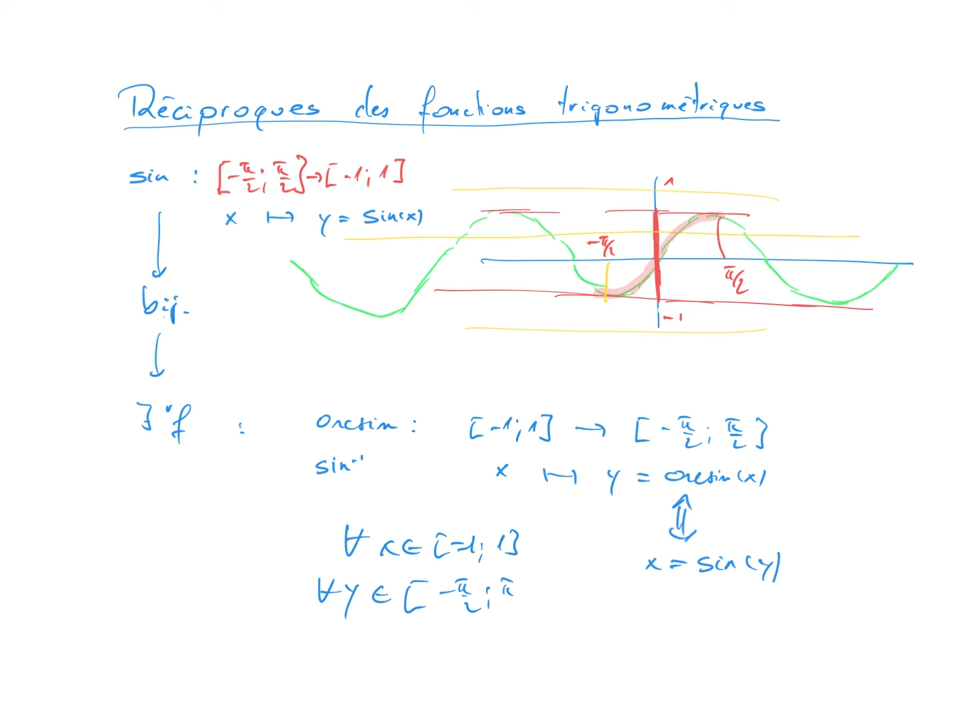 Réciproques des fonctions trigonométriques
sin : [-π/2; π/2] → [-1; 1]
x ↦ y = sin(x)
1
-π/2
π/2
-1
bij.
∃ ʳf : arcsin : [-1; 1] → [-π/2; π/2]
sin⁻¹ x ↦ y = arcsin(x)
⇕
∀ x ∈ [-1; 1]
x = sin(y)
∀ y ∈ [-π/2; π